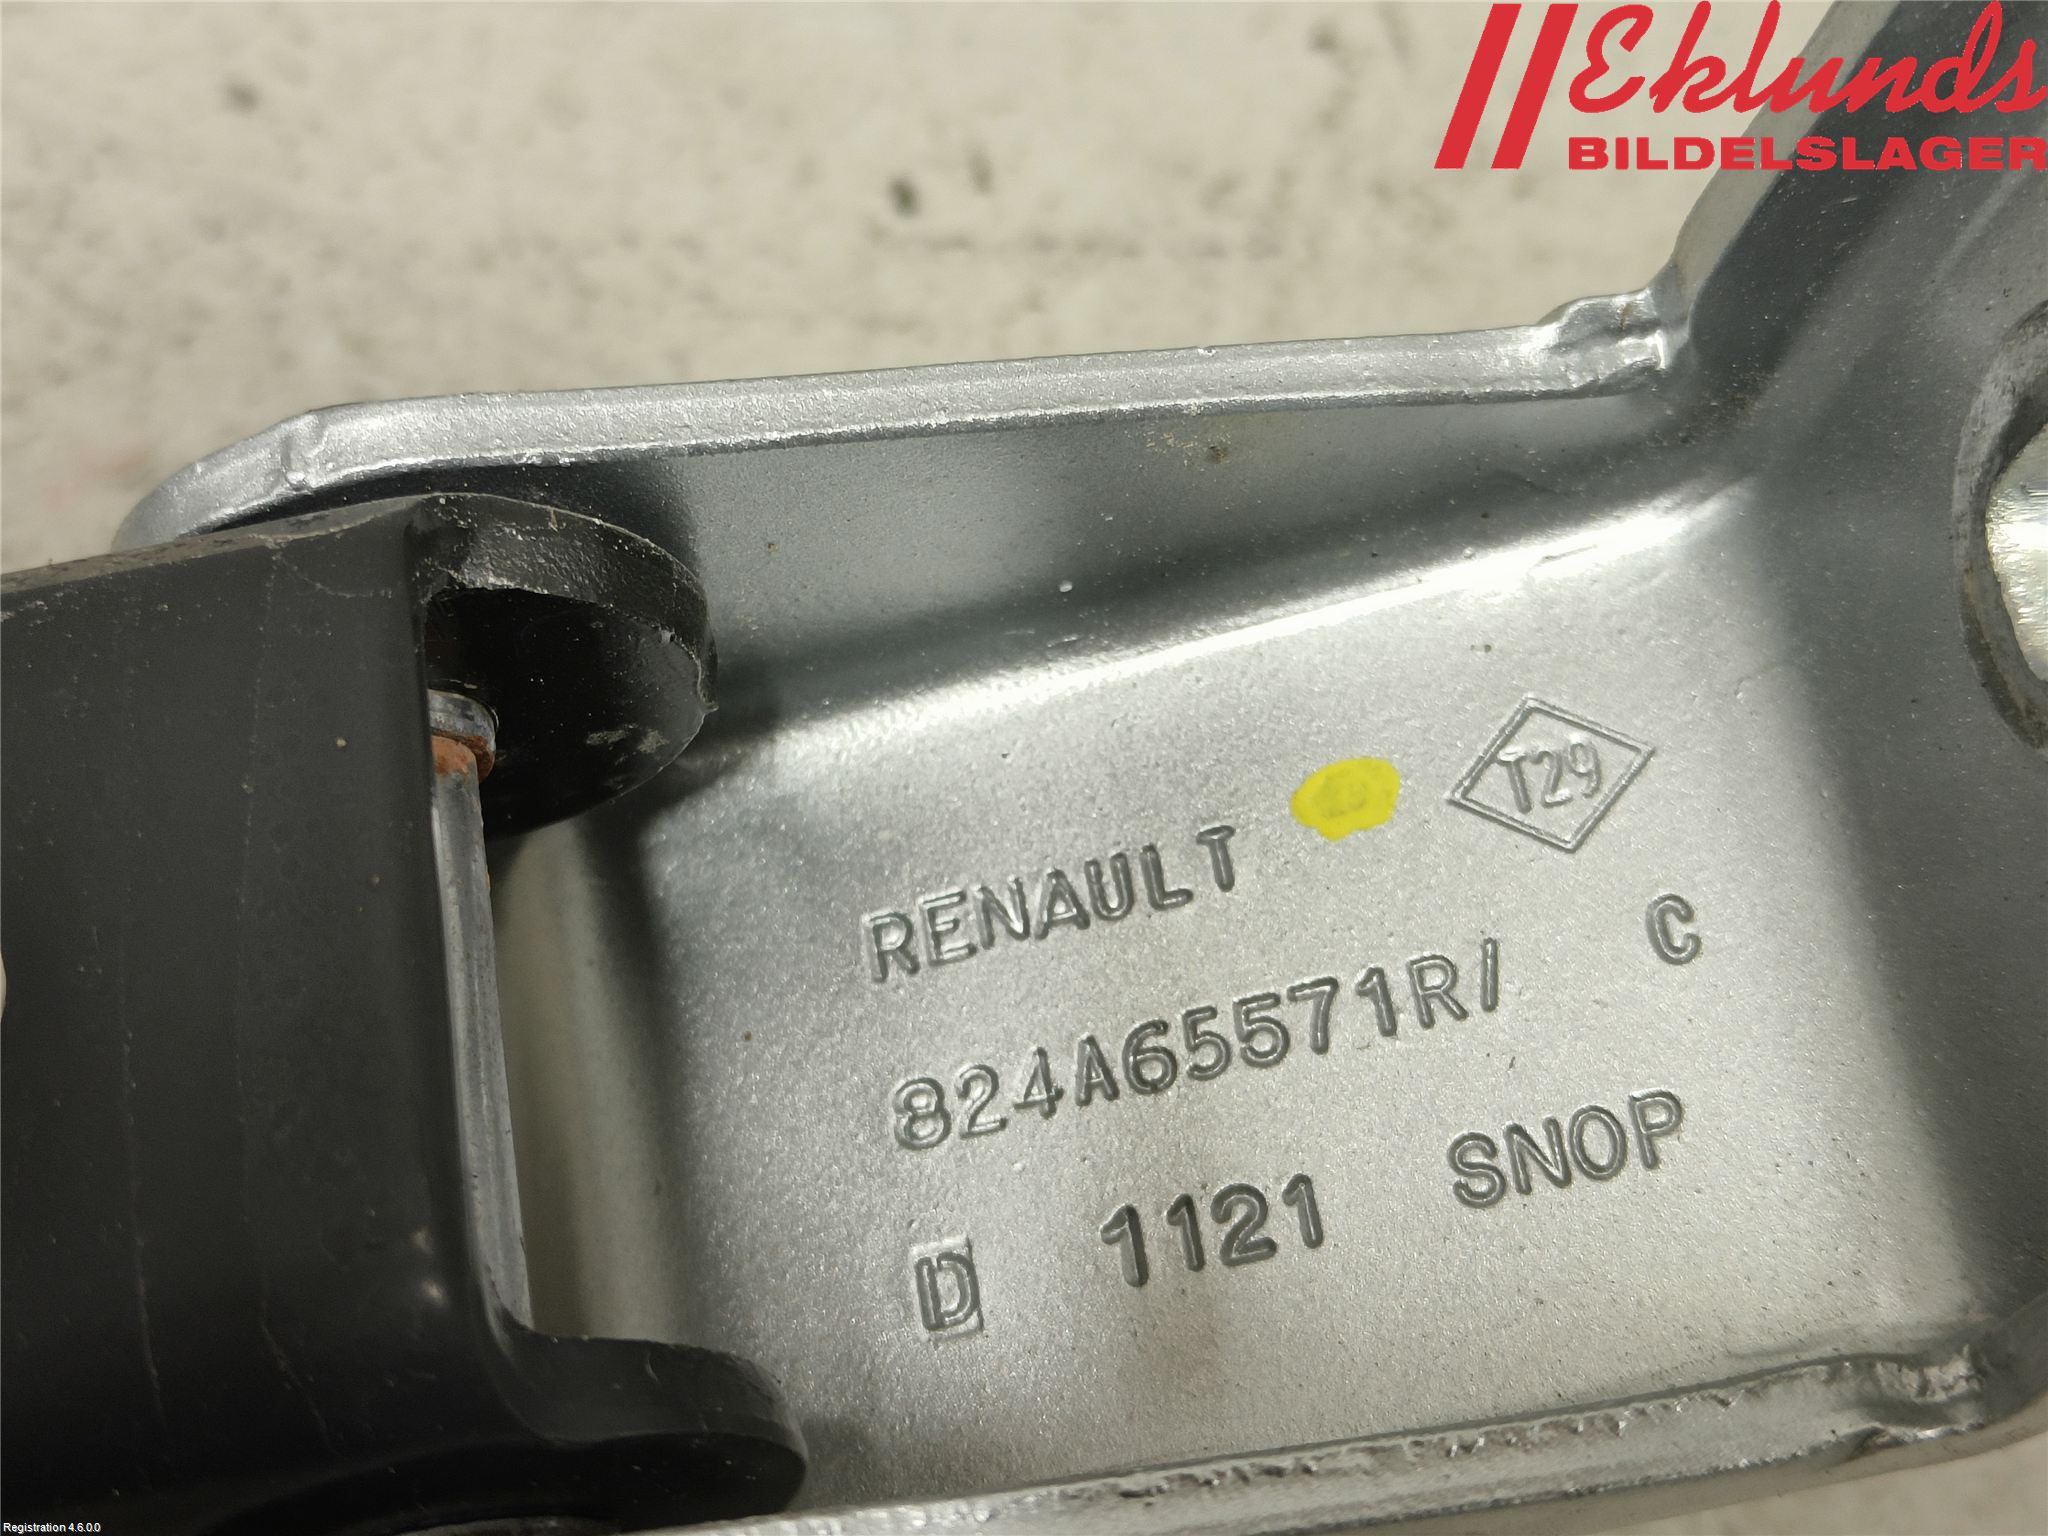 Eklunds
BILDELSLAGER
T29
RENAULT
824A65571R/ C
D 1121 SNOP
Registration 4.6.0.0